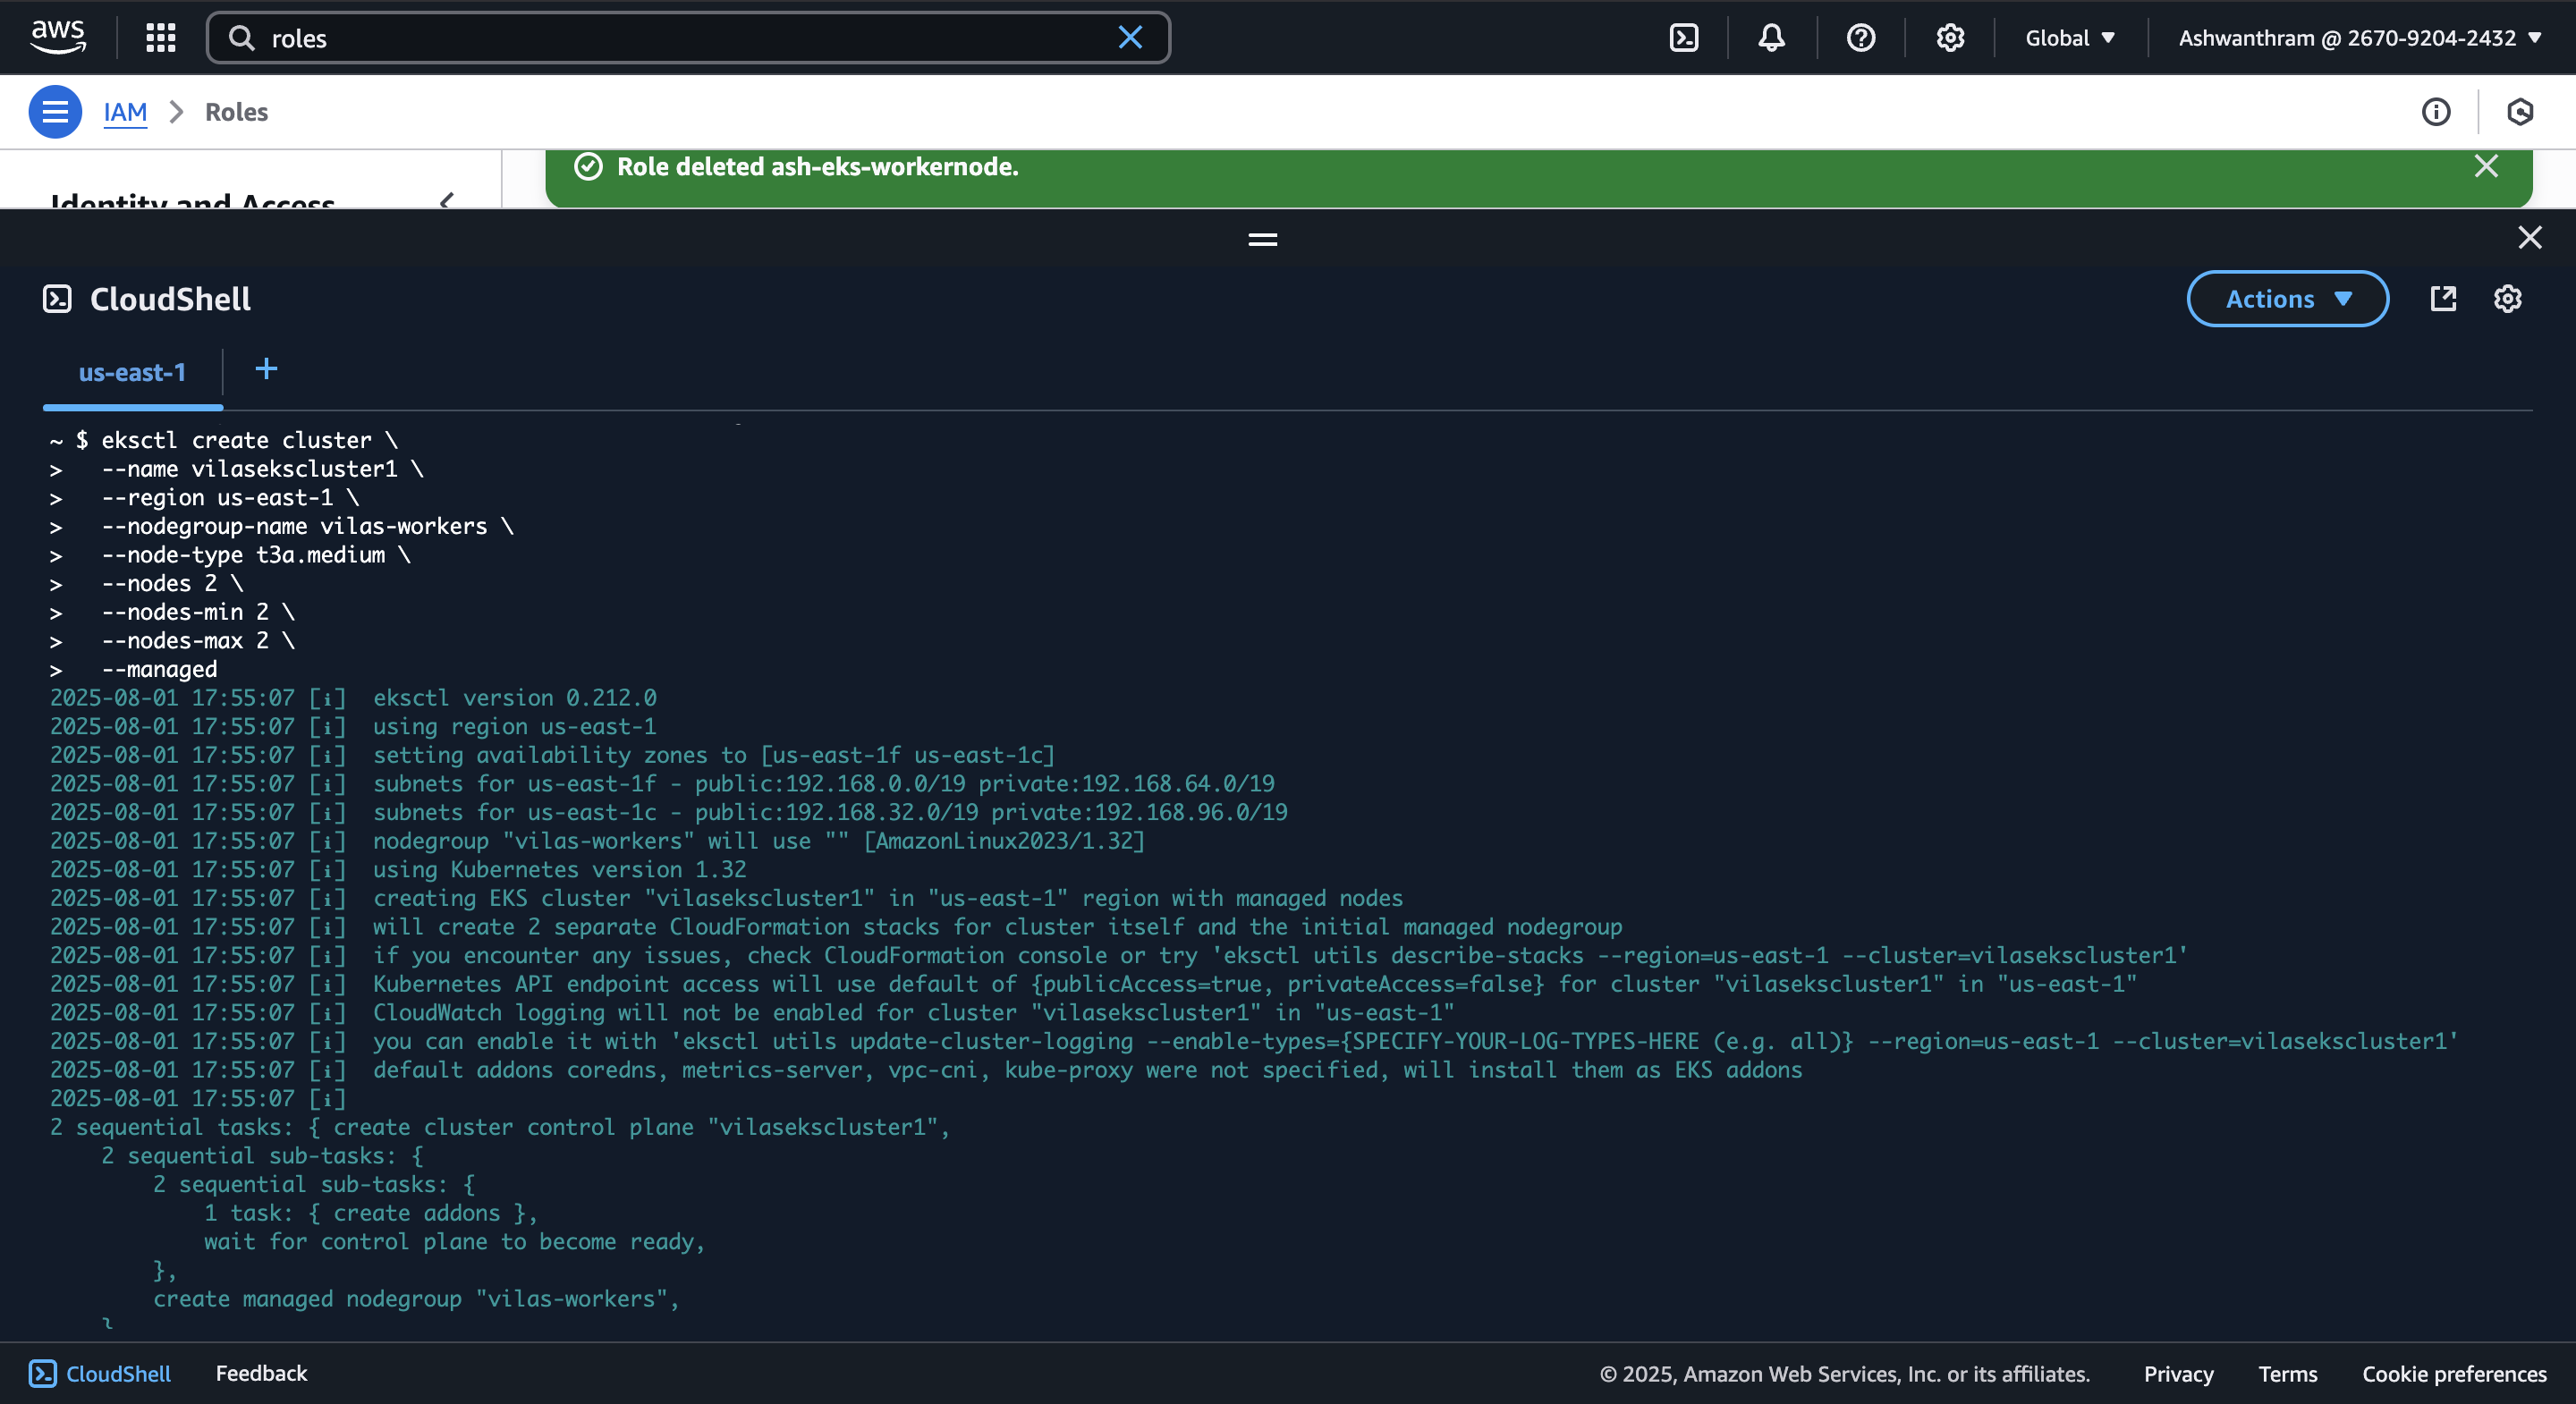 aws
roles
Global
Ashwanthram @ 2670-9204-2432
IAM
Roles
Role deleted ash-eks-workernode.
Identity and Access
CloudShell
Actions
us-east-1
+
~ $ eksctl create cluster \
>   --name vilasekscluster1 \
>   --region us-east-1 \
>   --nodegroup-name vilas-workers \
>   --node-type t3a.medium \
>   --nodes 2 \
>   --nodes-min 2 \
>   --nodes-max 2 \
>   --managed
2025-08-01 17:55:07 [ℹ]  eksctl version 0.212.0
2025-08-01 17:55:07 [ℹ]  using region us-east-1
2025-08-01 17:55:07 [ℹ]  setting availability zones to [us-east-1f us-east-1c]
2025-08-01 17:55:07 [ℹ]  subnets for us-east-1f - public:192.168.0.0/19 private:192.168.64.0/19
2025-08-01 17:55:07 [ℹ]  subnets for us-east-1c - public:192.168.32.0/19 private:192.168.96.0/19
2025-08-01 17:55:07 [ℹ]  nodegroup "vilas-workers" will use "" [AmazonLinux2023/1.32]
2025-08-01 17:55:07 [ℹ]  using Kubernetes version 1.32
2025-08-01 17:55:07 [ℹ]  creating EKS cluster "vilasekscluster1" in "us-east-1" region with managed nodes
2025-08-01 17:55:07 [ℹ]  will create 2 separate CloudFormation stacks for cluster itself and the initial managed nodegroup
2025-08-01 17:55:07 [ℹ]  if you encounter any issues, check CloudFormation console or try 'eksctl utils describe-stacks --region=us-east-1 --cluster=vilasekscluster1'
2025-08-01 17:55:07 [ℹ]  Kubernetes API endpoint access will use default of {publicAccess=true, privateAccess=false} for cluster "vilasekscluster1" in "us-east-1"
2025-08-01 17:55:07 [ℹ]  CloudWatch logging will not be enabled for cluster "vilasekscluster1" in "us-east-1"
2025-08-01 17:55:07 [ℹ]  you can enable it with 'eksctl utils update-cluster-logging --enable-types={SPECIFY-YOUR-LOG-TYPES-HERE (e.g. all)} --region=us-east-1 --cluster=vilasekscluster1'
2025-08-01 17:55:07 [ℹ]  default addons coredns, metrics-server, vpc-cni, kube-proxy were not specified, will install them as EKS addons
2025-08-01 17:55:07 [ℹ]
2 sequential tasks: { create cluster control plane "vilasekscluster1",
    2 sequential sub-tasks: {
        2 sequential sub-tasks: {
            1 task: { create addons },
            wait for control plane to become ready,
        },
        create managed nodegroup "vilas-workers",
    }
CloudShell
Feedback
© 2025, Amazon Web Services, Inc. or its affiliates.
Privacy
Terms
Cookie preferences